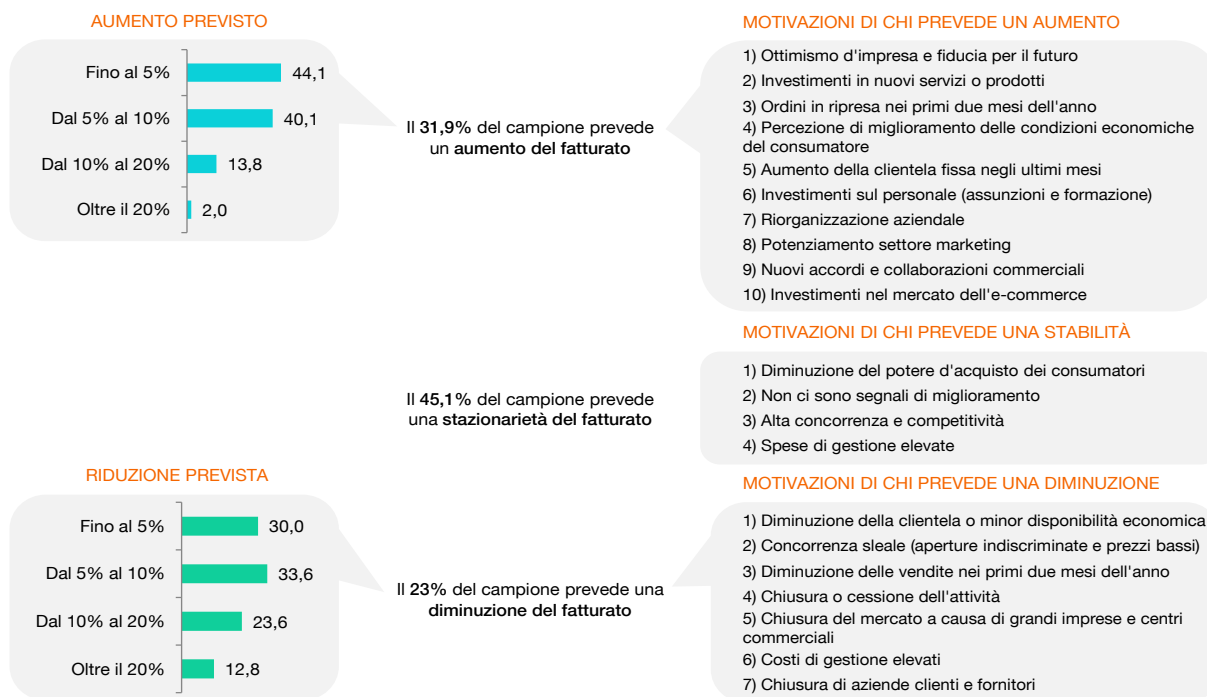 AUMENTO PREVISTO
Fino al 5% 44,1
Dal 5% al 10% 40,1
Dal 10% al 20% 13,8
Oltre il 20% 2,0
Il 31,9% del campione prevede
un aumento del fatturato
MOTIVAZIONI DI CHI PREVEDE UN AUMENTO
1) Ottimismo d'impresa e fiducia per il futuro
2) Investimenti in nuovi servizi o prodotti
3) Ordini in ripresa nei primi due mesi dell'anno
4) Percezione di miglioramento delle condizioni economiche
del consumatore
5) Aumento della clientela fissa negli ultimi mesi
6) Investimenti sul personale (assunzioni e formazione)
7) Riorganizzazione aziendale
8) Potenziamento settore marketing
9) Nuovi accordi e collaborazioni commerciali
10) Investimenti nel mercato dell'e-commerce
Il 45,1% del campione prevede
una stazionarietà del fatturato
MOTIVAZIONI DI CHI PREVEDE UNA STABILITÀ
1) Diminuzione del potere d'acquisto dei consumatori
2) Non ci sono segnali di miglioramento
3) Alta concorrenza e competitività
4) Spese di gestione elevate
RIDUZIONE PREVISTA
Fino al 5% 30,0
Dal 5% al 10% 33,6
Dal 10% al 20% 23,6
Oltre il 20% 12,8
Il 23% del campione prevede una
diminuzione del fatturato
MOTIVAZIONI DI CHI PREVEDE UNA DIMINUZIONE
1) Diminuzione della clientela o minor disponibilità economica
2) Concorrenza sleale (aperture indiscriminate e prezzi bassi)
3) Diminuzione delle vendite nei primi due mesi dell'anno
4) Chiusura o cessione dell'attività
5) Chiusura del mercato a causa di grandi imprese e centri
commerciali
6) Costi di gestione elevati
7) Chiusura di aziende clienti e fornitori